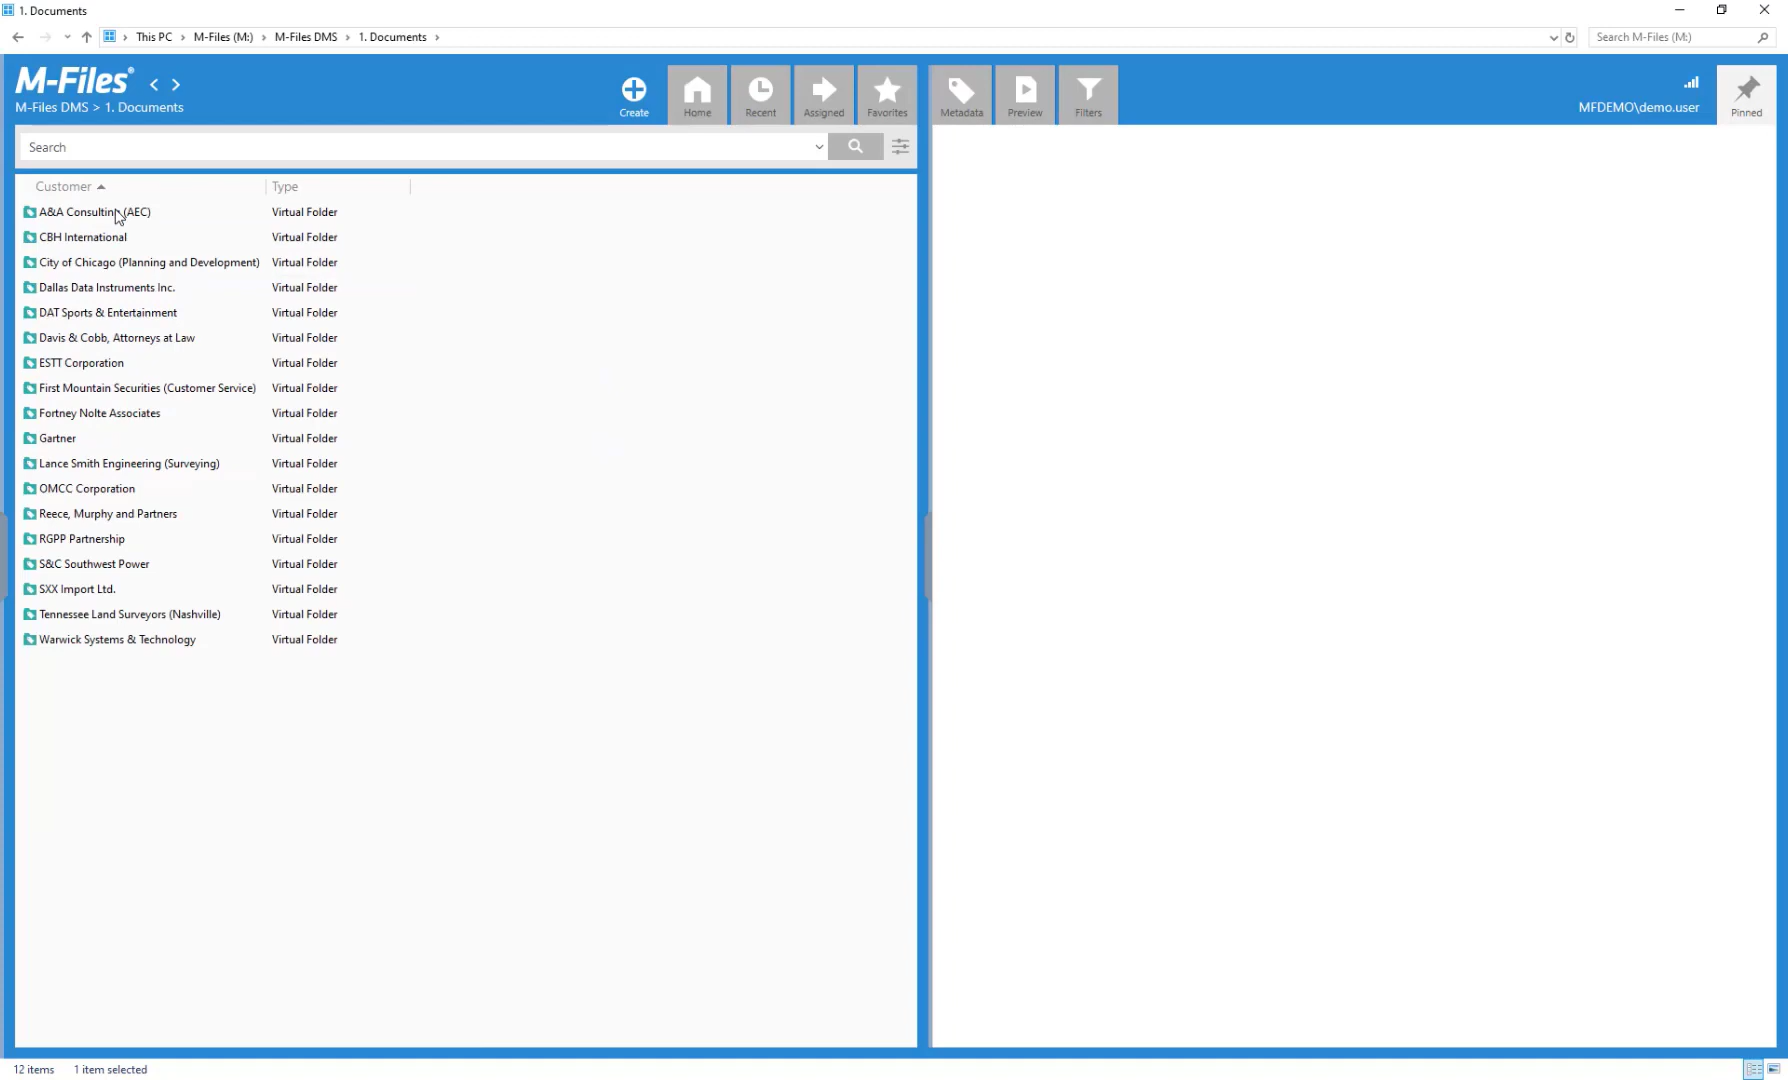 1. Documents
This PC > M-Files (M:) > M-Files DMS > 1. Documents >
Search M-Files (M:)
M-Files®
M-Files DMS > 1. Documents
Create
Home
Recent
Assigned
Favorites
Metadata
Preview
Filters
MFDEMO\demo.user
Pinned
Search
Customer Type
A&A Consulting (AEC) Virtual Folder
CBH International Virtual Folder
City of Chicago (Planning and Development) Virtual Folder
Dallas Data Instruments Inc. Virtual Folder
DAT Sports & Entertainment Virtual Folder
Davis & Cobb, Attorneys at Law Virtual Folder
ESTT Corporation Virtual Folder
First Mountain Securities (Customer Service) Virtual Folder
Fortney Nolte Associates Virtual Folder
Gartner Virtual Folder
Lance Smith Engineering (Surveying) Virtual Folder
OMCC Corporation Virtual Folder
Reece, Murphy and Partners Virtual Folder
RGPP Partnership Virtual Folder
S&C Southwest Power Virtual Folder
SXX Import Ltd. Virtual Folder
Tennessee Land Surveyors (Nashville) Virtual Folder
Warwick Systems & Technology Virtual Folder
12 items 1 item selected